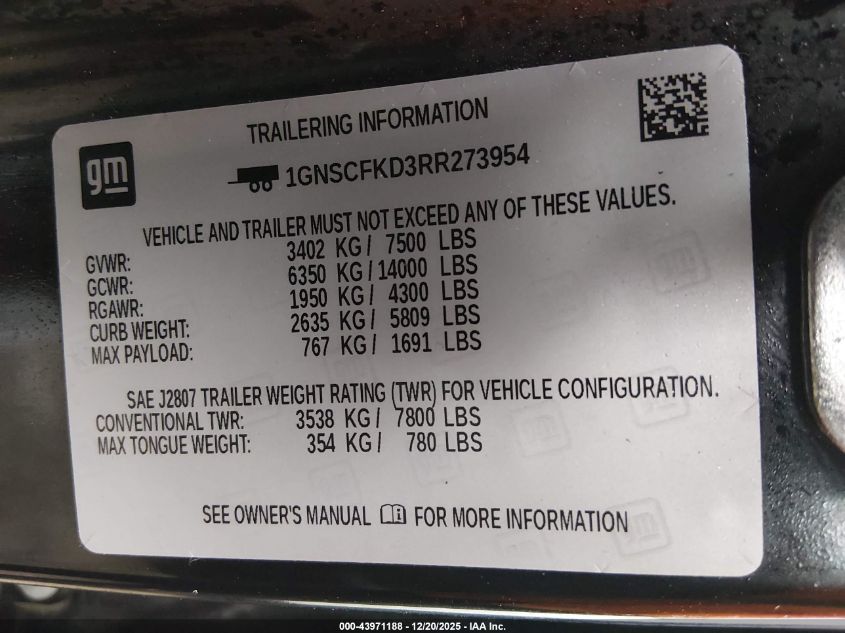 TRAILERING INFORMATION
gm
1GNSCFKD3RR273954
VEHICLE AND TRAILER MUST NOT EXCEED ANY OF THESE VALUES.
GVWR: 3402 KG / 7500 LBS
GCWR: 6350 KG / 14000 LBS
RGAWR: 1950 KG / 4300 LBS
CURB WEIGHT: 2635 KG / 5809 LBS
MAX PAYLOAD: 767 KG / 1691 LBS
SAE J2807 TRAILER WEIGHT RATING (TWR) FOR VEHICLE CONFIGURATION.
CONVENTIONAL TWR: 3538 KG / 7800 LBS
MAX TONGUE WEIGHT: 354 KG / 780 LBS
SEE OWNER'S MANUAL FOR MORE INFORMATION
000-43971188 - 12/20/2025 - IAA Inc.